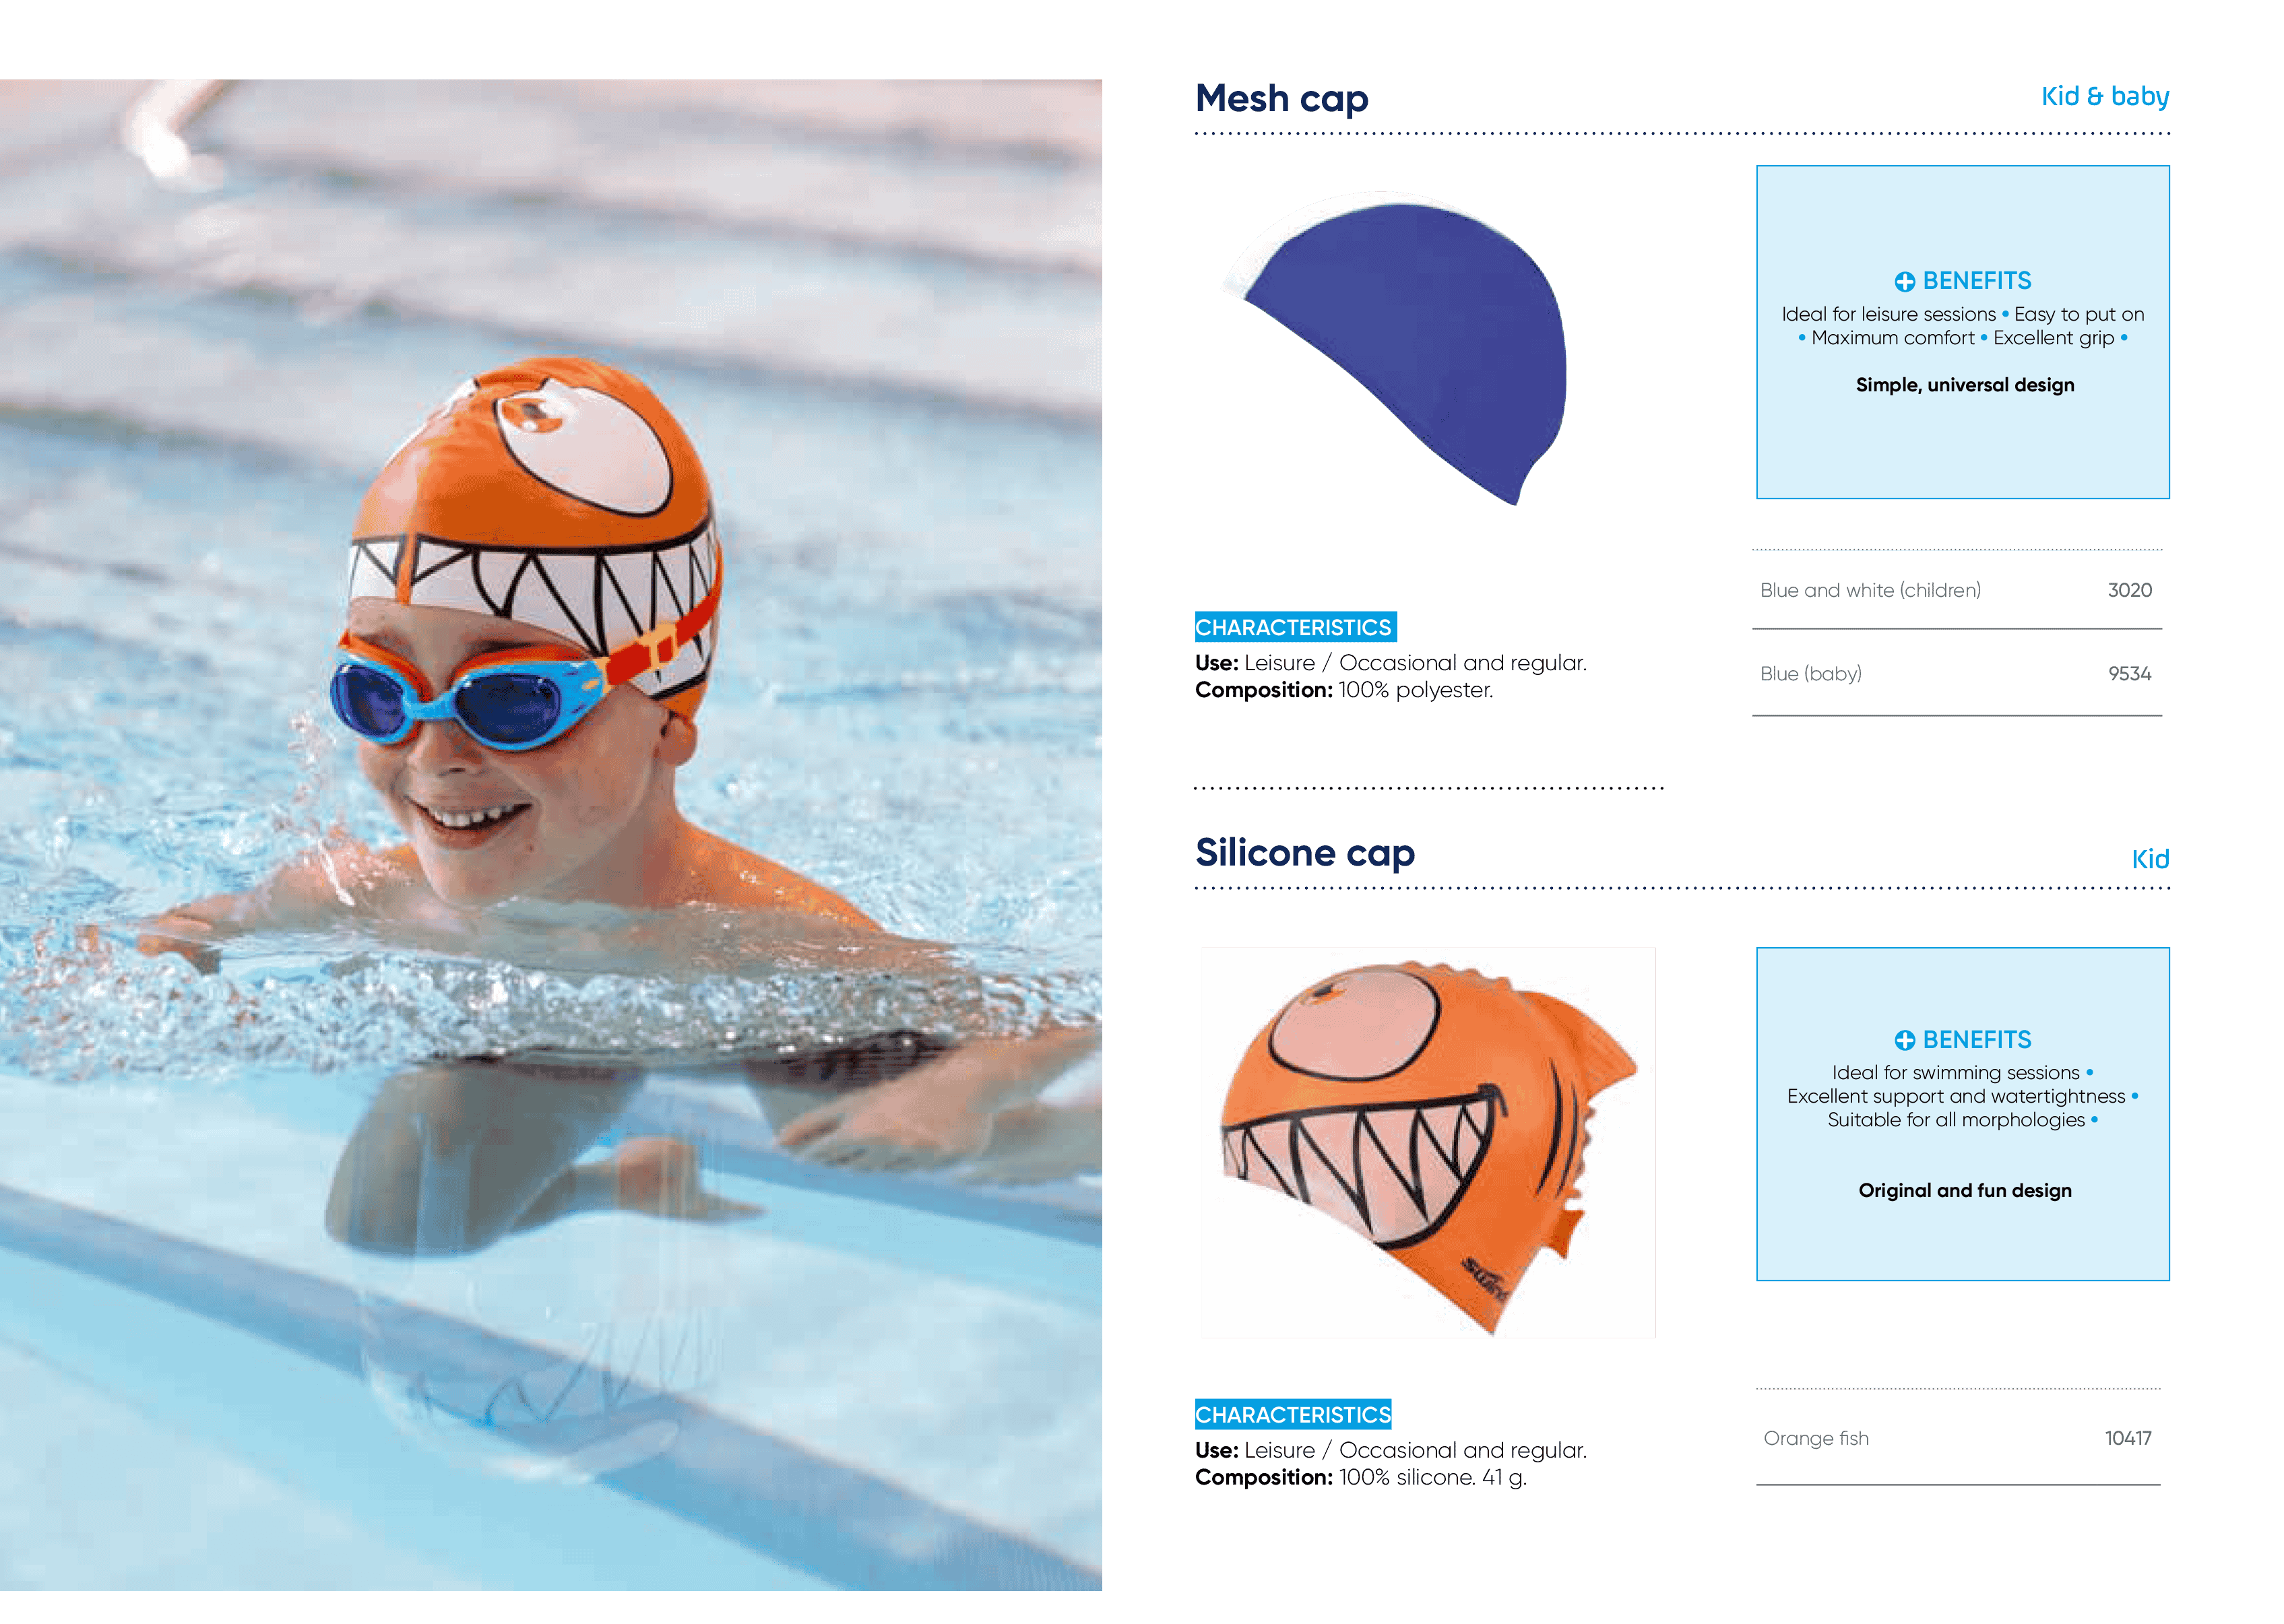 Mesh cap
Kid & baby
BENEFITS
Ideal for leisure sessions • Easy to put on
• Maximum comfort • Excellent grip •
Simple, universal design
Blue and white (children) 3020
Blue (baby) 9534
CHARACTERISTICS
Use: Leisure / Occasional and regular.
Composition: 100% polyester.
Silicone cap
Kid
BENEFITS
Ideal for swimming sessions •
Excellent support and watertightness •
Suitable for all morphologies •
Original and fun design
Orange fish 10417
CHARACTERISTICS
Use: Leisure / Occasional and regular.
Composition: 100% silicone. 41 g.